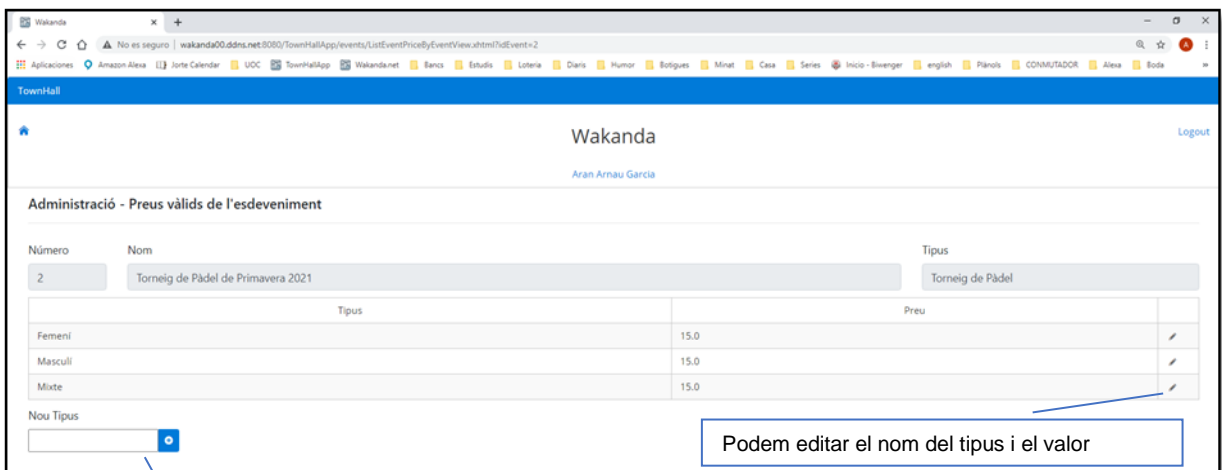 Wakanda
No es seguro | wakanda00.ddns.net:8080/TownHallApp/events/ListEventPriceByEventView.xhtml?idEvent=2
A
Aplicaciones Amazon Alexa Jorte Calendar UOC TownHallApp Wakanda.net Bancs Estudis Loteria Diaris Humor Botigues Minat Casa Series Inicio - Biwenger english Plànols CONMUTADOR Alexa Boda »
TownHall
Wakanda
Logout
Aran Arnau Garcia
Administració - Preus vàlids de l'esdeveniment
Número Nom Tipus
2 Torneig de Pàdel de Primavera 2021 Torneig de Pàdel
Tipus Preu
Femení 15.0
Masculí 15.0
Mixte 15.0
Nou Tipus
Podem editar el nom del tipus i el valor